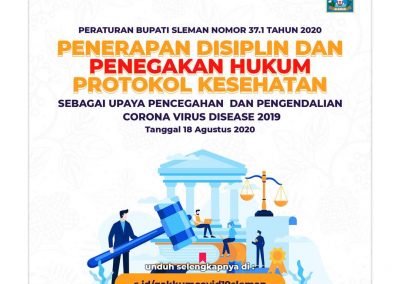 PERATURAN BUPATI SLEMAN NOMOR 37.1 TAHUN 2020
PENERAPAN DISIPLIN DAN
PENEGAKAN HUKUM
PROTOKOL KESEHATAN
SEBAGAI UPAYA PENCEGAHAN DAN PENGENDALIAN
CORONA VIRUS DISEASE 2019
Tanggal 18 Agustus 2020
unduh selengkapnya di :